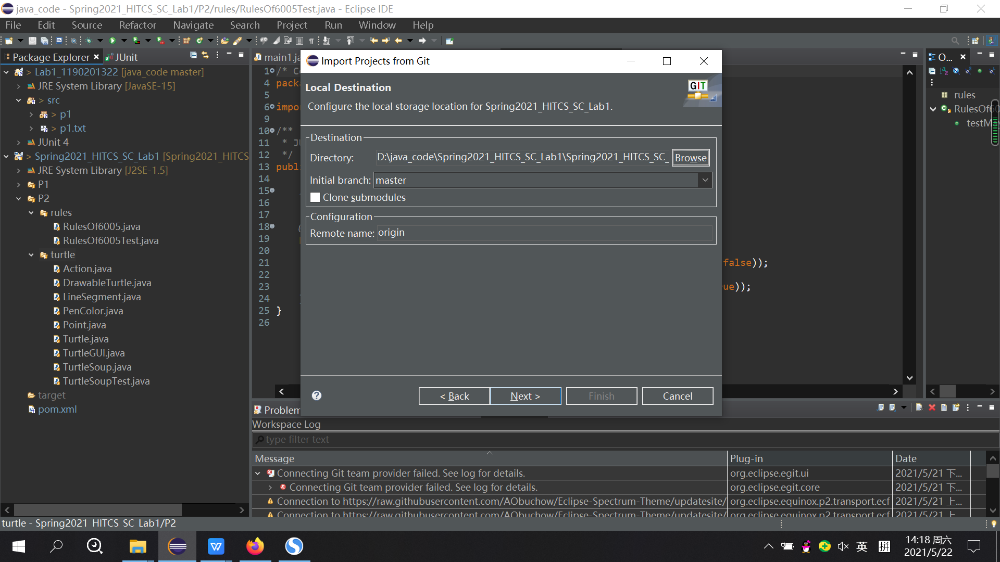 java_code - Spring2021_HITCS_SC_Lab1/P2/rules/RulesOf6005Test.java - Eclipse IDE
File Edit Source Refactor Navigate Search Project Run Window Help
Package Explorer
JUnit
> Lab1_1190201322 [java_code master]
JRE System Library [JavaSE-15]
> src
> p1
> p1.txt
JUnit 4
> Spring2021_HITCS_SC_Lab1 [Spring2021_HITCS
JRE System Library [J2SE-1.5]
P1
P2
rules
RulesOf6005.java
RulesOf6005Test.java
turtle
Action.java
DrawableTurtle.java
LineSegment.java
PenColor.java
Point.java
Turtle.java
TurtleGUI.java
TurtleSoup.java
TurtleSoupTest.java
target
pom.xml
main1.ja
1 /* C
4 pack
5
6 impo
9
10 /**
11 * J
12 */
13 publ
14
15
16
17
18
19
20
21 false));
22
23 ue));
24
25 }
26
Import Projects from Git
Local Destination
Configure the local storage location for Spring2021_HITCS_SC_Lab1.
GIT
Destination
Directory: D:\java_code\Spring2021_HITCS_SC_Lab1\Spring2021_HITCS_SC_ Browse
Initial branch: master
Clone submodules
Configuration
Remote name: origin
< Back Next > Finish Cancel
O...
rules
RulesOf60
testMa
Problem
Workspace Log
type filter text
Message Plug-in Date
Connecting Git team provider failed. See log for details. org.eclipse.egit.ui 2021/5/21 下...
Connecting Git team provider failed. See log for details. org.eclipse.egit.core 2021/5/21 下...
Connection to https://raw.githubusercontent.com/AObuchow/Eclipse-Spectrum-Theme/updatesite/ org.eclipse.equinox.p2.transport.ecf 2021/5/21 上...
Connection to https://raw.githubusercontent.com/AObuchow/Eclipse-Spectrum-Theme/updatesite/ org.eclipse.equinox.p2.transport.ecf 2021/5/21 上
turtle - Spring2021_HITCS_SC_Lab1/P2
英
拼
14:18 周六
2021/5/22